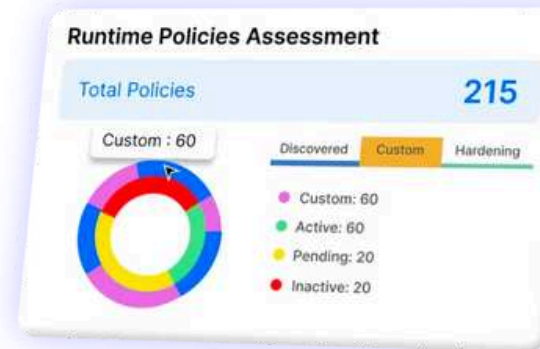 Runtime Policies Assessment
Total Policies 215
Custom : 60
Discovered Custom Hardening
Custom: 60
Active: 60
Pending: 20
Inactive: 20